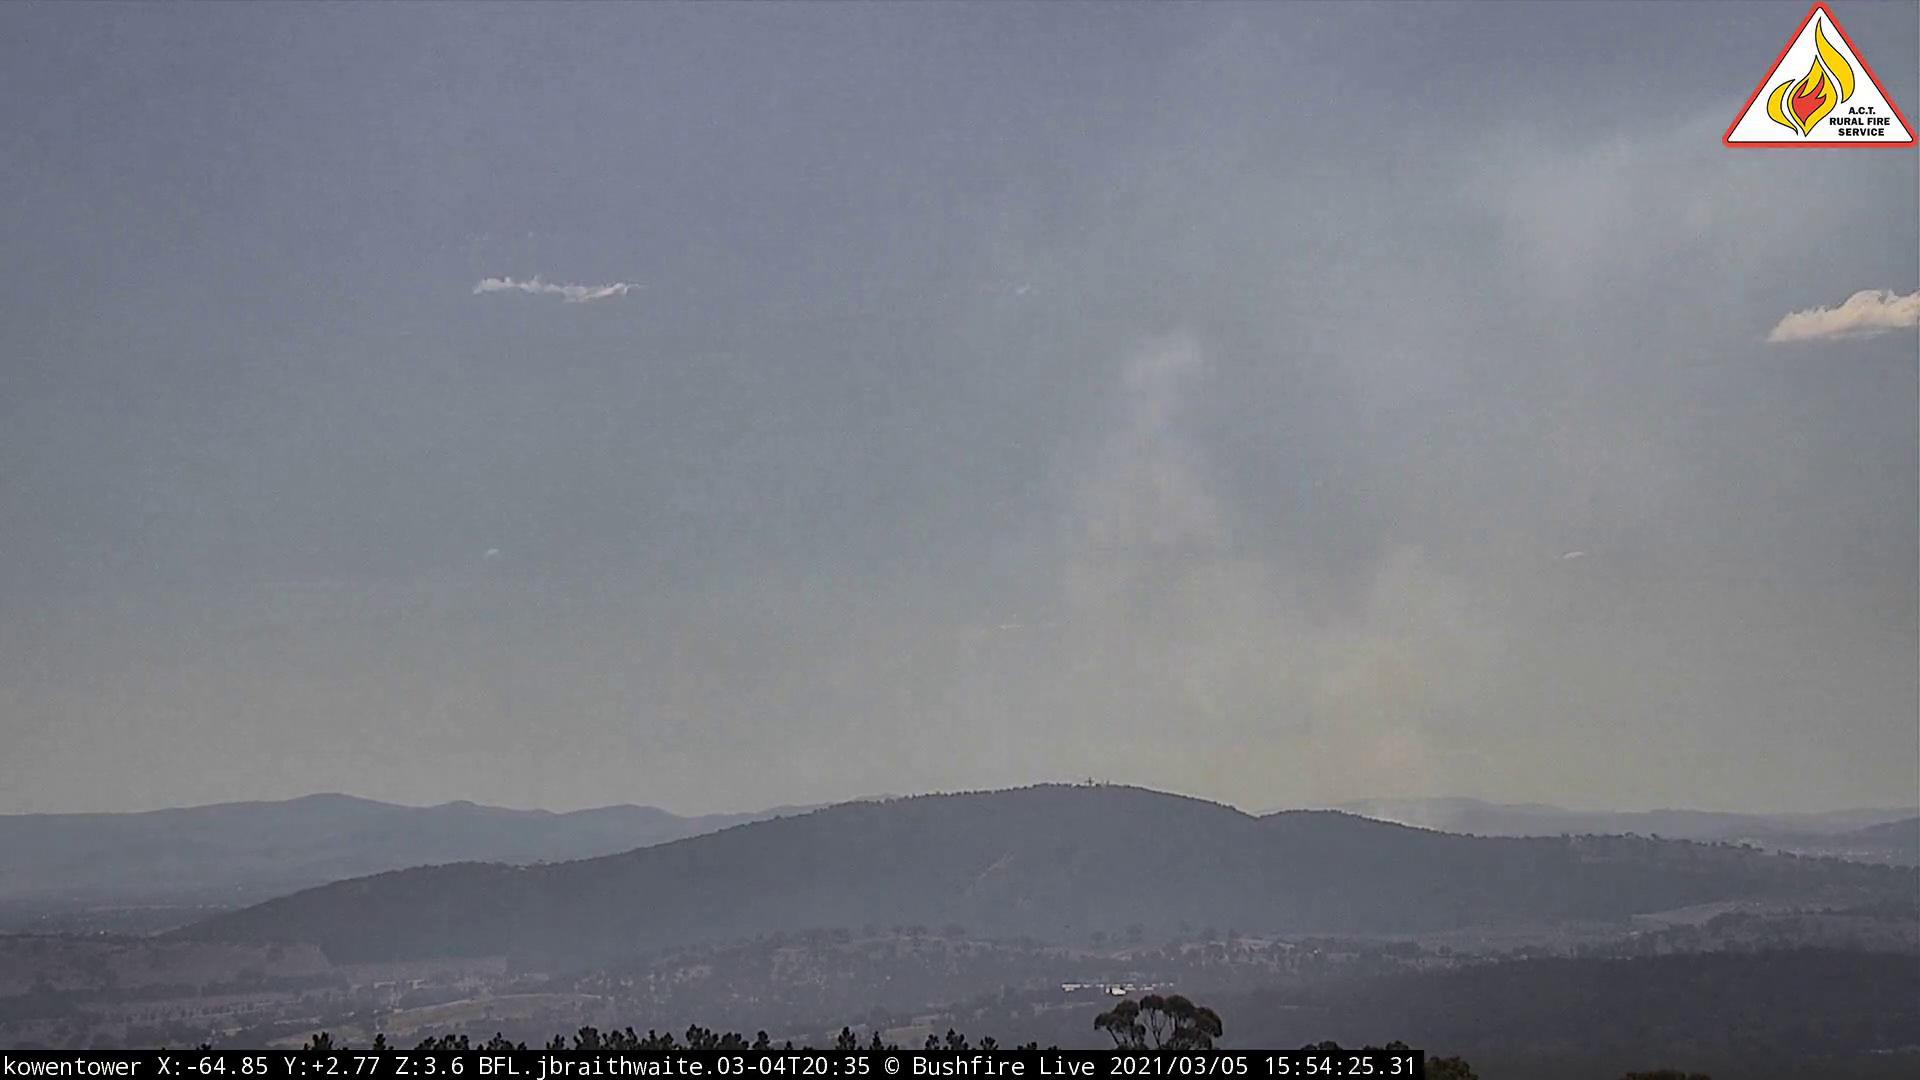 A.C.T.
RURAL FIRE
SERVICE
kowentower X:-64.85 Y:+2.77 Z:3.6 BFL.jbraithwaite.03-04T20:35 © Bushfire Live 2021/03/05 15:54:25.31